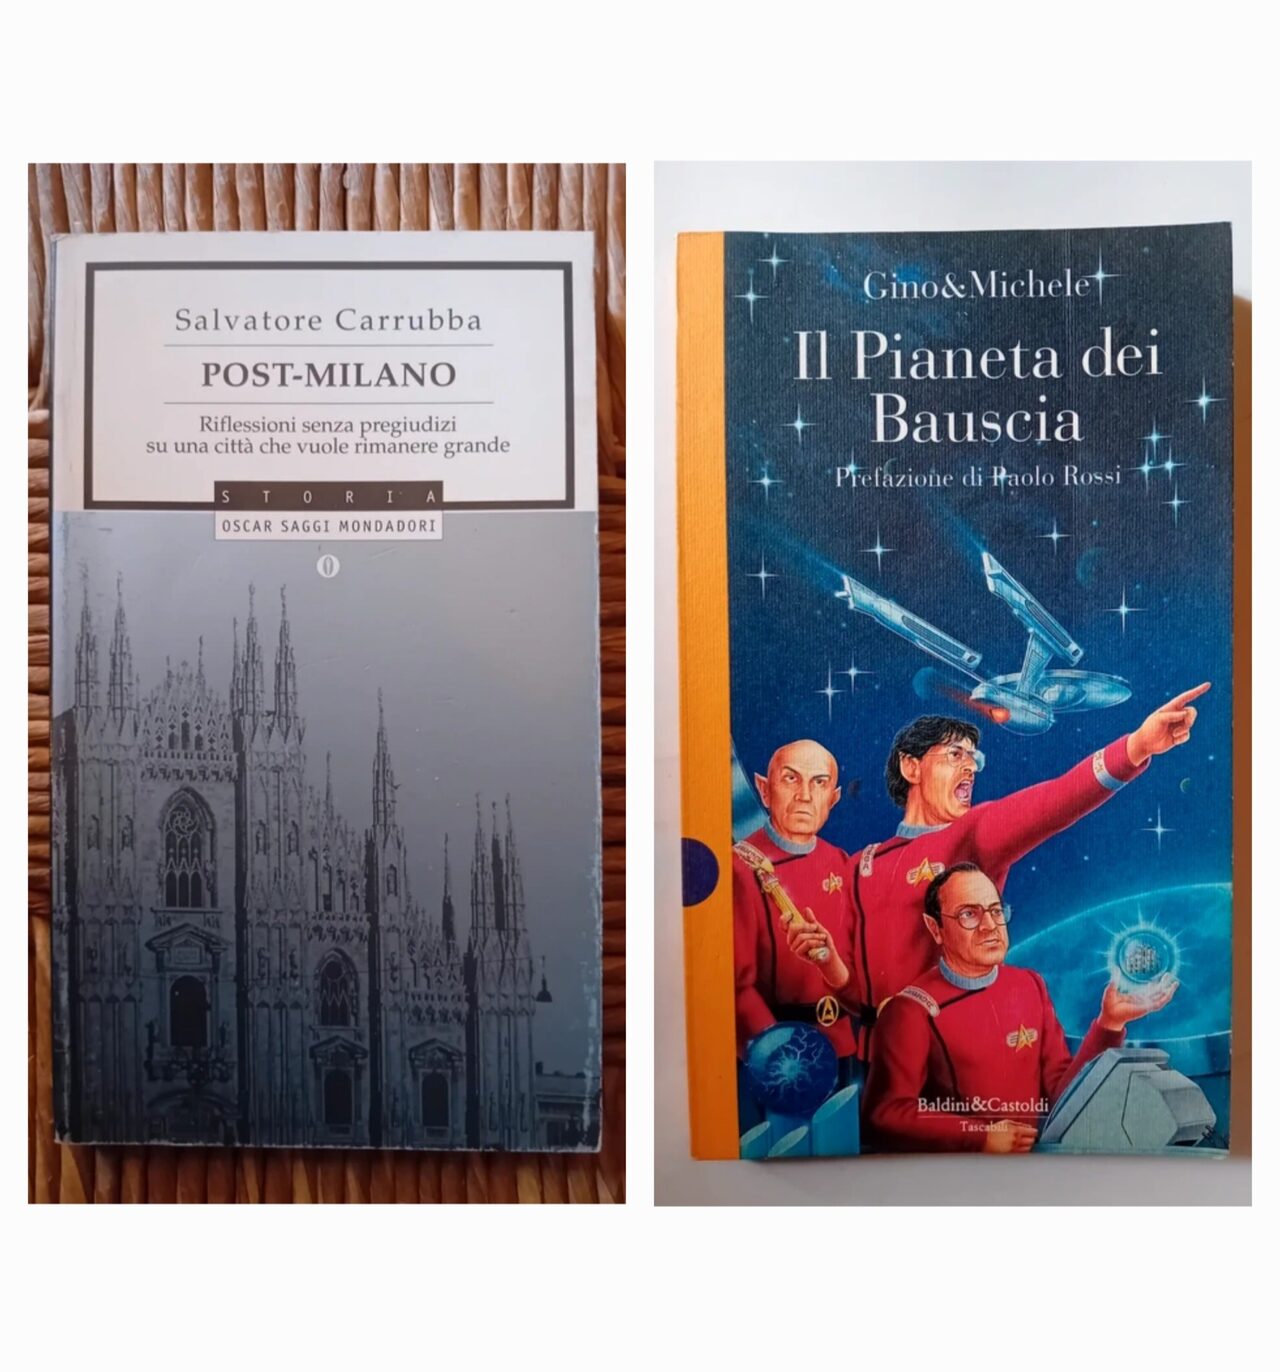 Salvatore Carrubba
POST-MILANO
Riflessioni senza pregiudizi
su una città che vuole rimanere grande
STORIA
OSCAR SAGGI MONDADORI
Gino&Michele
Il Pianeta dei
Bauscia
Prefazione di Paolo Rossi
Baldini&Castoldi
Tascabili